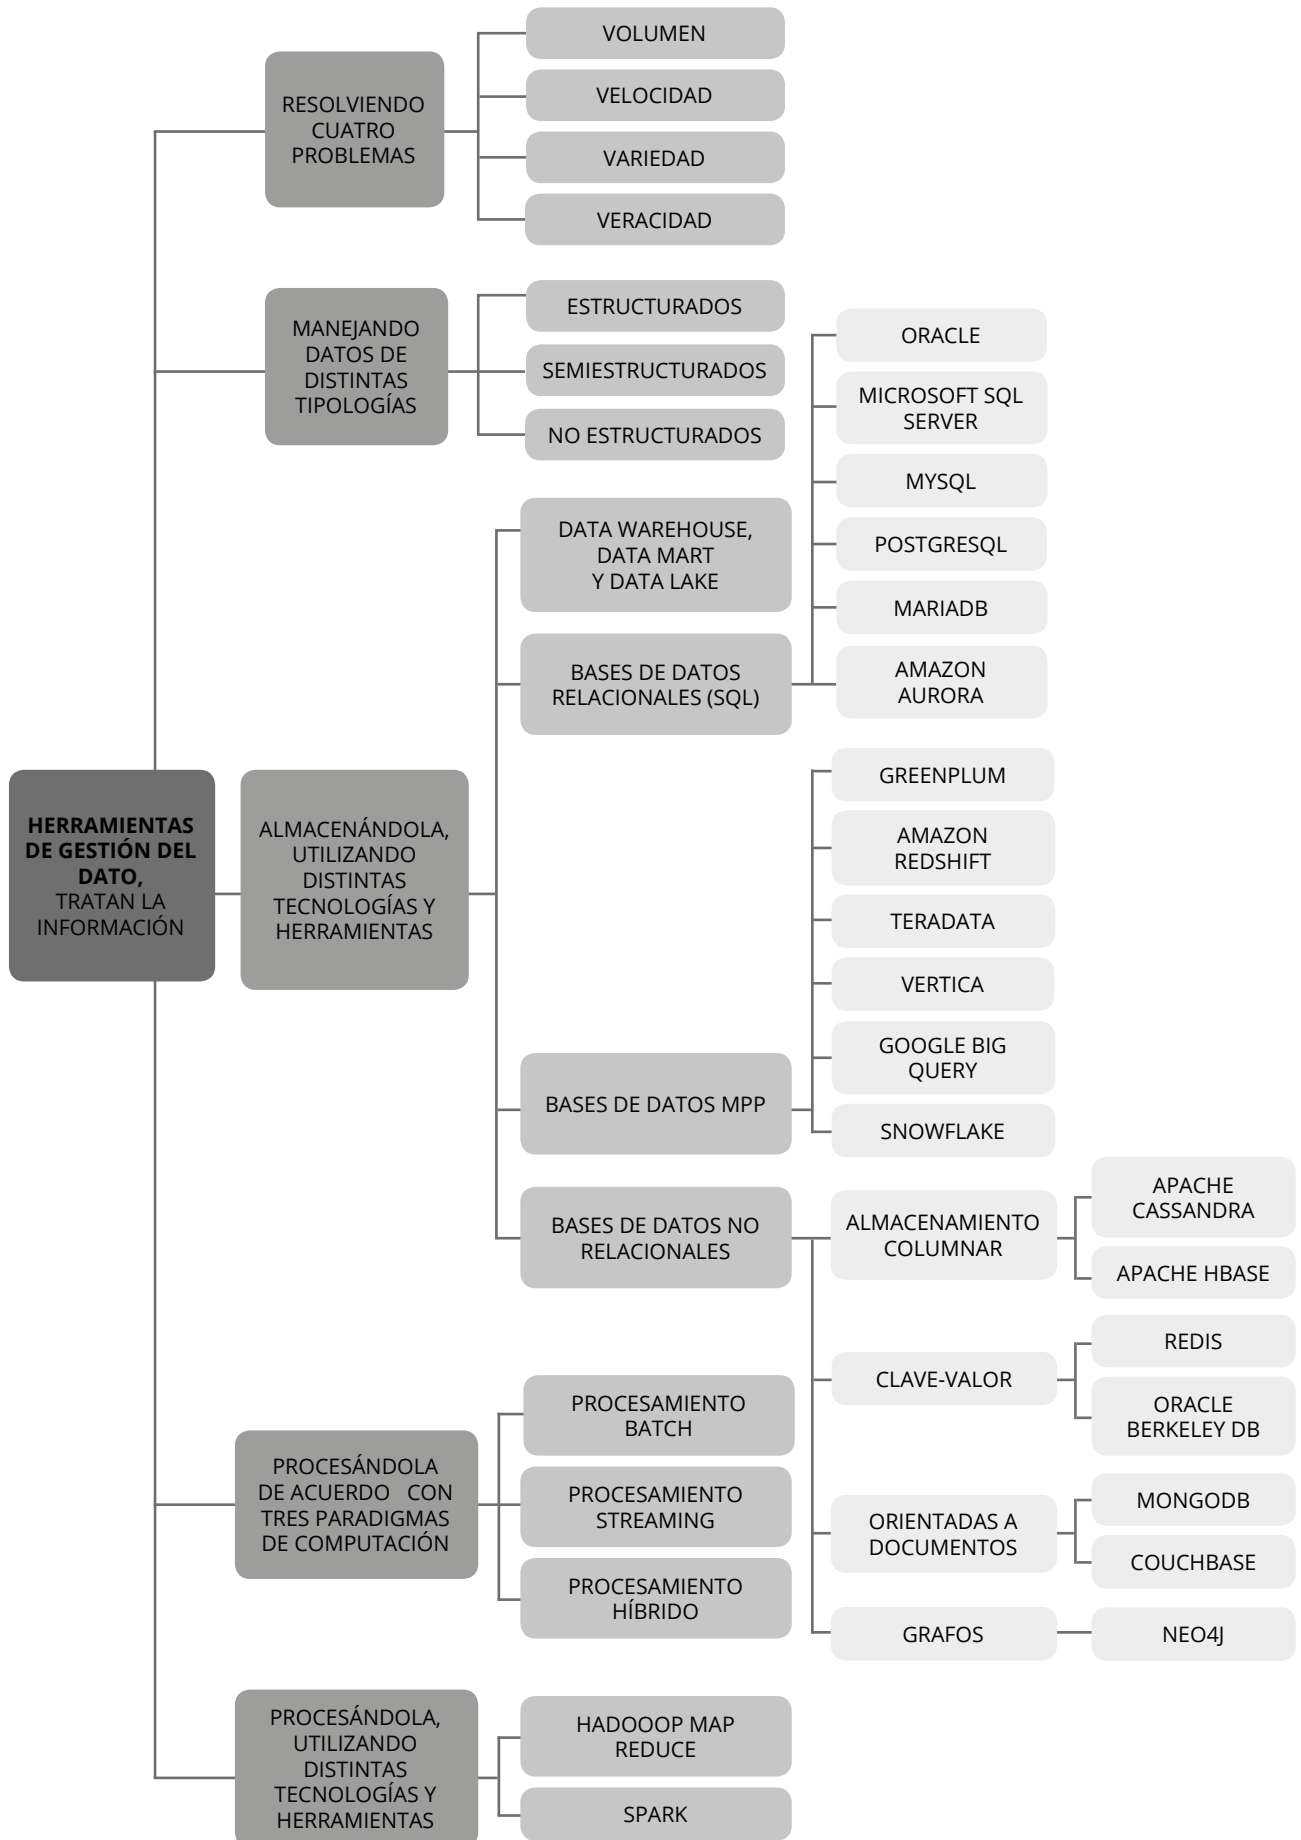 VOLUMEN
VELOCIDAD
VARIEDAD
VERACIDAD
RESOLVIENDO
CUATRO
PROBLEMAS
ESTRUCTURADOS
SEMIESTRUCTURADOS
NO ESTRUCTURADOS
MANEJANDO
DATOS DE
DISTINTAS
TIPOLOGÍAS
ORACLE
MICROSOFT SQL
SERVER
MYSQL
POSTGRESQL
MARIADB
AMAZON
AURORA
DATA WAREHOUSE,
DATA MART
Y DATA LAKE
BASES DE DATOS
RELACIONALES (SQL)
HERRAMIENTAS
DE GESTIÓN DEL
DATO,
TRATAN LA
INFORMACIÓN
ALMACENÁNDOLA,
UTILIZANDO
DISTINTAS
TECNOLOGÍAS Y
HERRAMIENTAS
GREENPLUM
AMAZON
REDSHIFT
TERADATA
VERTICA
GOOGLE BIG
QUERY
SNOWFLAKE
BASES DE DATOS MPP
BASES DE DATOS NO
RELACIONALES
ALMACENAMIENTO
COLUMNAR
APACHE
CASSANDRA
APACHE HBASE
CLAVE-VALOR
REDIS
ORACLE
BERKELEY DB
ORIENTADAS A
DOCUMENTOS
MONGODB
COUCHBASE
GRAFOS
NEO4J
PROCESÁNDOLA
DE ACUERDO CON
TRES PARADIGMAS
DE COMPUTACIÓN
PROCESAMIENTO
BATCH
PROCESAMIENTO
STREAMING
PROCESAMIENTO
HÍBRIDO
PROCESÁNDOLA,
UTILIZANDO
DISTINTAS
TECNOLOGÍAS Y
HERRAMIENTAS
HADOOOP MAP
REDUCE
SPARK